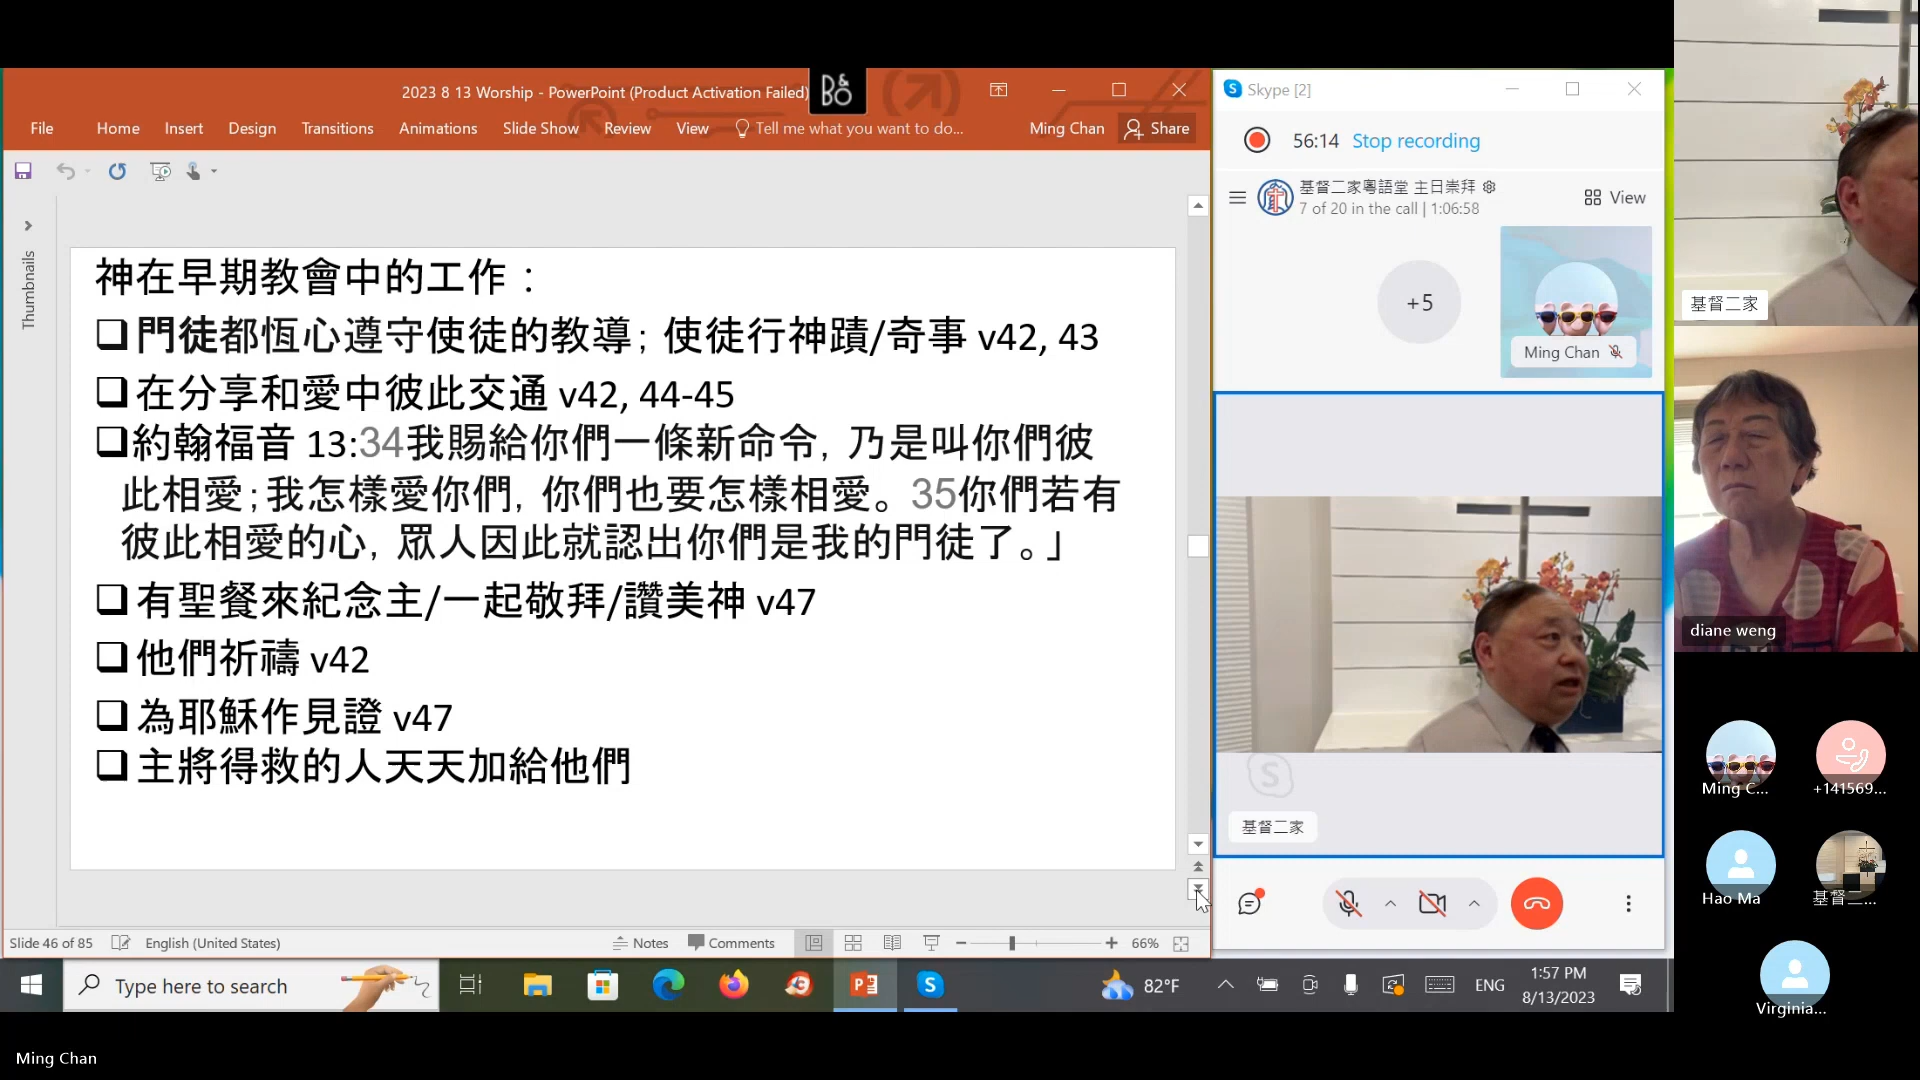 2023 8 13 Worship - PowerPoint (Product Activation Failed)
B&O
File Home Insert Design Transitions Animations Slide Show Review View Tell me what you want to do... Ming Chan Share
Thumbnails
神在早期教會中的工作：
門徒都恆心遵守使徒的教導; 使徒行神蹟/奇事 v42, 43
在分享和愛中彼此交通 v42, 44-45
約翰福音 13:34我賜給你們一條新命令, 乃是叫你們彼
此相愛;我怎樣愛你們, 你們也要怎樣相愛。35你們若有
彼此相愛的心, 眾人因此就認出你們是我的門徒了。」
有聖餐來紀念主/一起敬拜/讚美神 v47
他們祈禱 v42
為耶穌作見證 v47
主將得救的人天天加給他們
Slide 46 of 85 English (United States) Notes Comments 66%
Skype [2]
56:14 Stop recording
基督二家粵語堂 主日崇拜
7 of 20 in the call | 1:06:58
View
+5
Ming Chan
基督二家
基督二家
diane weng
Ming C...
+141569...
Hao Ma
基督二...
Virginia...
Type here to search
82°F
ENG
1:57 PM
8/13/2023
Ming Chan